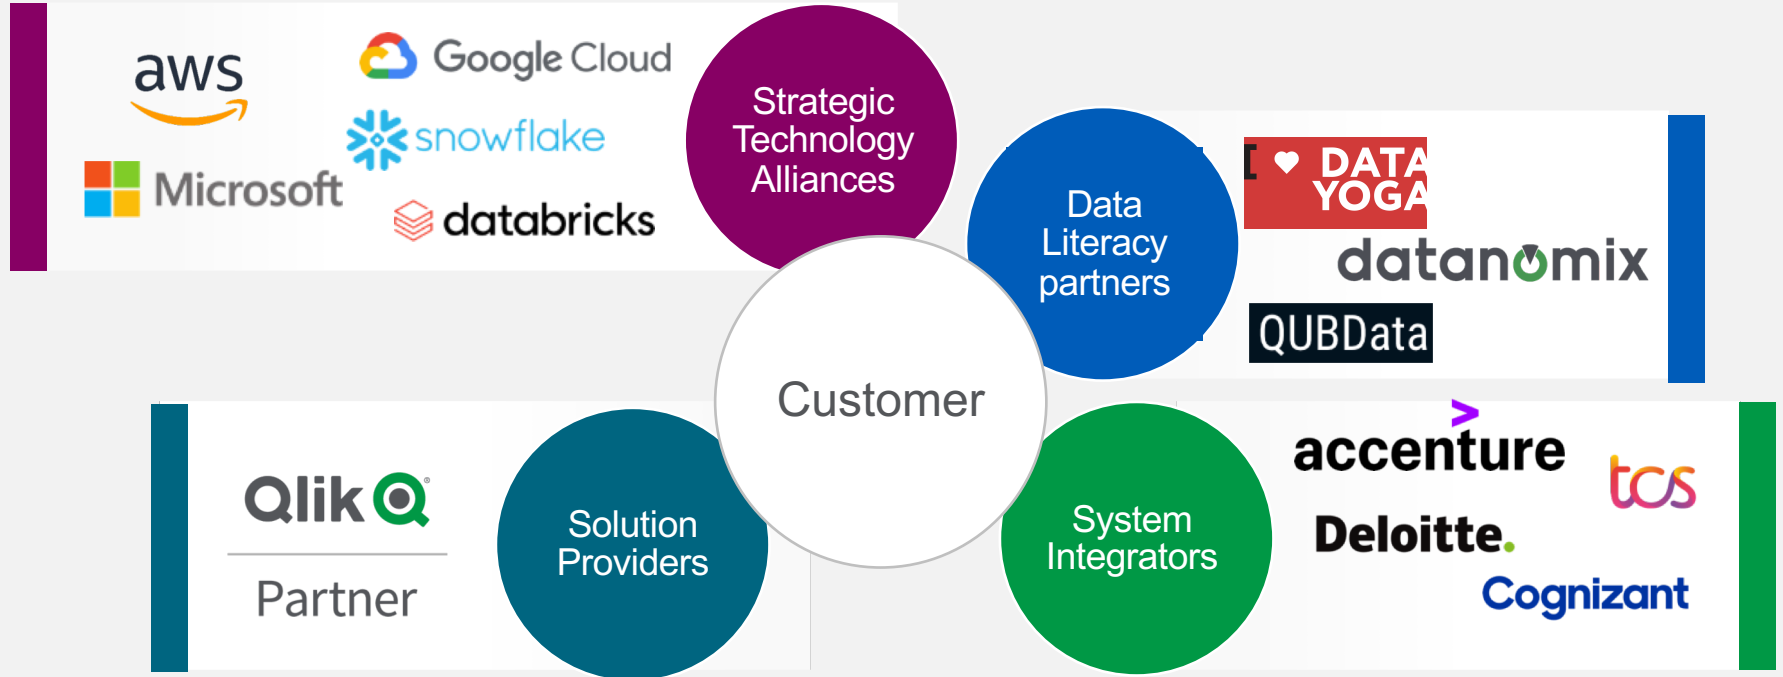 aws
Google Cloud
snowflake
Microsoft
databricks
Strategic
Technology
Alliances
Data
Literacy
partners
I ♥ DATA
YOGA
datanomix
QUBData
Customer
Qlik
Partner
Solution
Providers
System
Integrators
accenture
tcs
Deloitte.
Cognizant